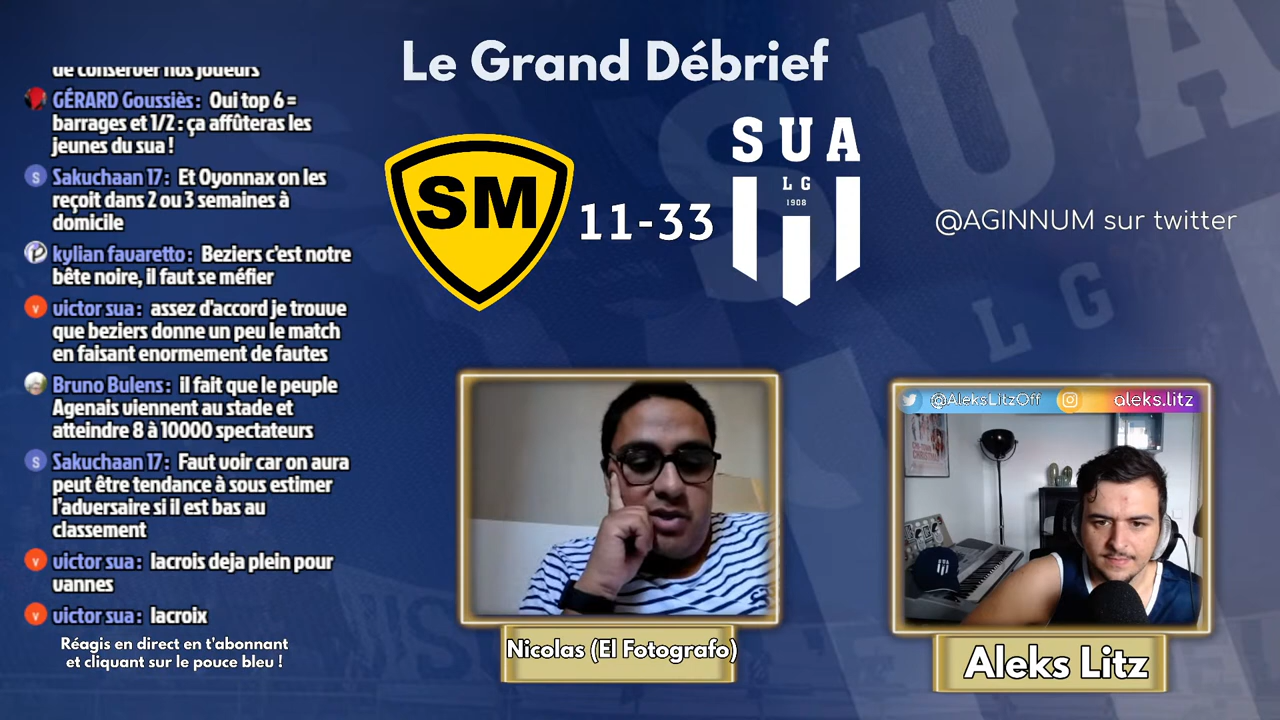 Le Grand Débrief
de conserver nos joueurs
GÉRARD Goussiès : Oui top 6 =
barrages et 1/2 : ça affûteras les
jeunes du sua !
Sakuchaan 17 : Et Oyonnax on les
reçoit dans 2 ou 3 semaines à
domicile
kylian favaretto : Beziers c'est notre
bête noire, il faut se méfier
victor sua : assez d'accord je trouve
que beziers donne un peu le match
en faisant enormement de fautes
Bruno Bulens : il fait que le peuple
Agenais viennent au stade et
atteindre 8 à 10000 spectateurs
Sakuchaan 17 : Faut voir car on aura
peut être tendance à sous estimer
l'adversaire si il est bas au
classement
victor sua : lacrois deja plein pour
vannes
victor sua : lacroix
Réagis en direct en t'abonnant
et cliquant sur le pouce bleu !
SM
11-33
SUA
LG
1908
@AGINNUM sur twitter
@AleksLitzOff
aleks.litz
Nicolas (El Fotografo)
Aleks Litz